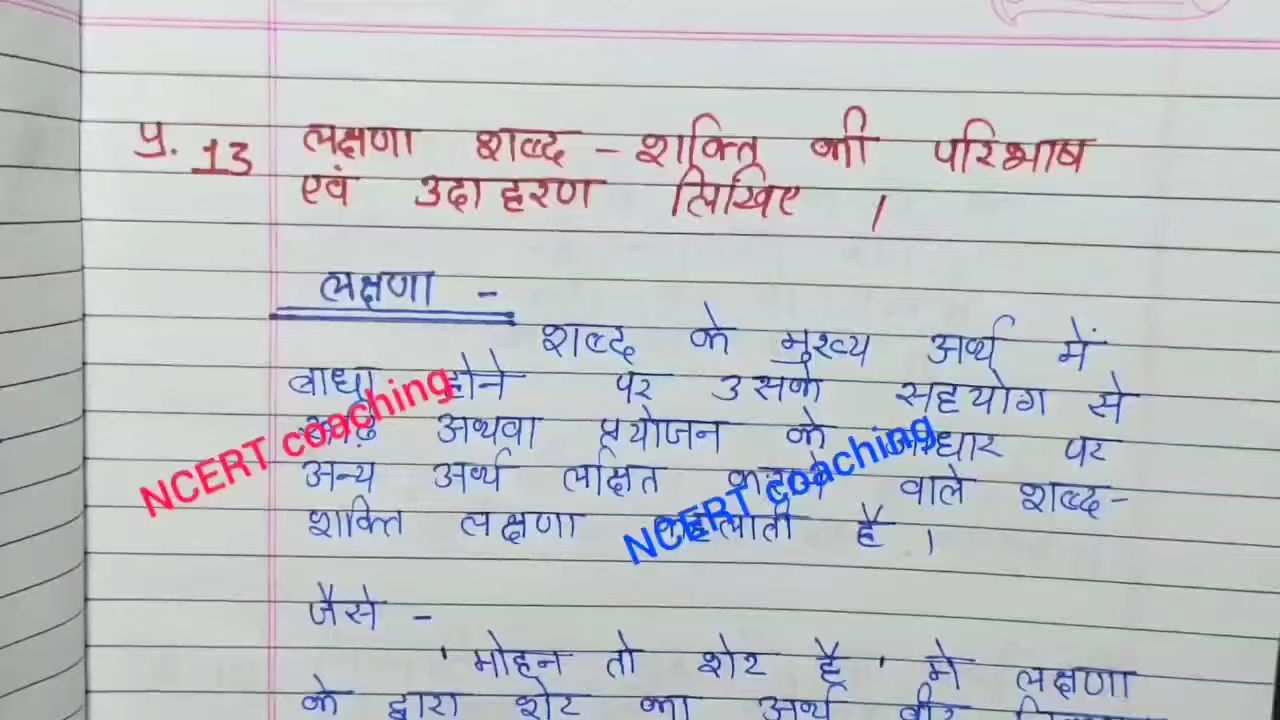 प्र. 13 लक्षणा शब्द - शक्ति की परिभाष
एवं उदाहरण लिखिए ।
लक्षणा -
शब्द के मुख्य अर्थ में
बाधा होने पर उसके सहयोग से
अथवा प्रयोजन के आधार पर
अन्य अर्थ लक्षित करने वाले शब्द-
शक्ति लक्षणा कहलाती है ।
जैसे -
'मोहन तो शेर है' मे लक्षणा
के द्वारा शेर का अर्थ वीर
NCERT coaching
NCERT coaching